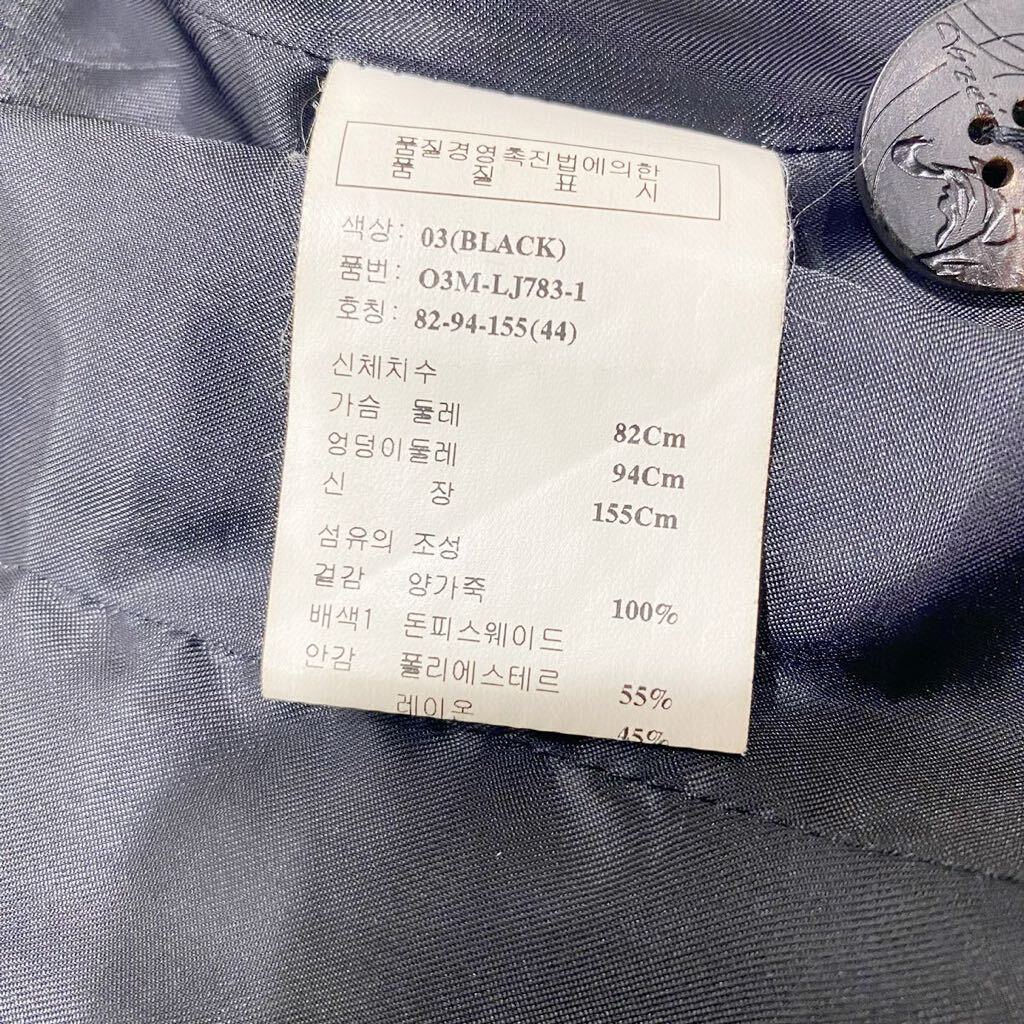 품질경영촉진법에의한
품 질 표 시
색상: 03(BLACK)
품번: O3M-LJ783-1
호칭: 82-94-155(44)
신체치수
가슴 둘레 82Cm
엉덩이둘레 94Cm
신 장 155Cm
섬유의 조성
겉감 양가죽 100%
배색1 돈피스웨이드
안감 폴리에스테르 55%
레이온 45%